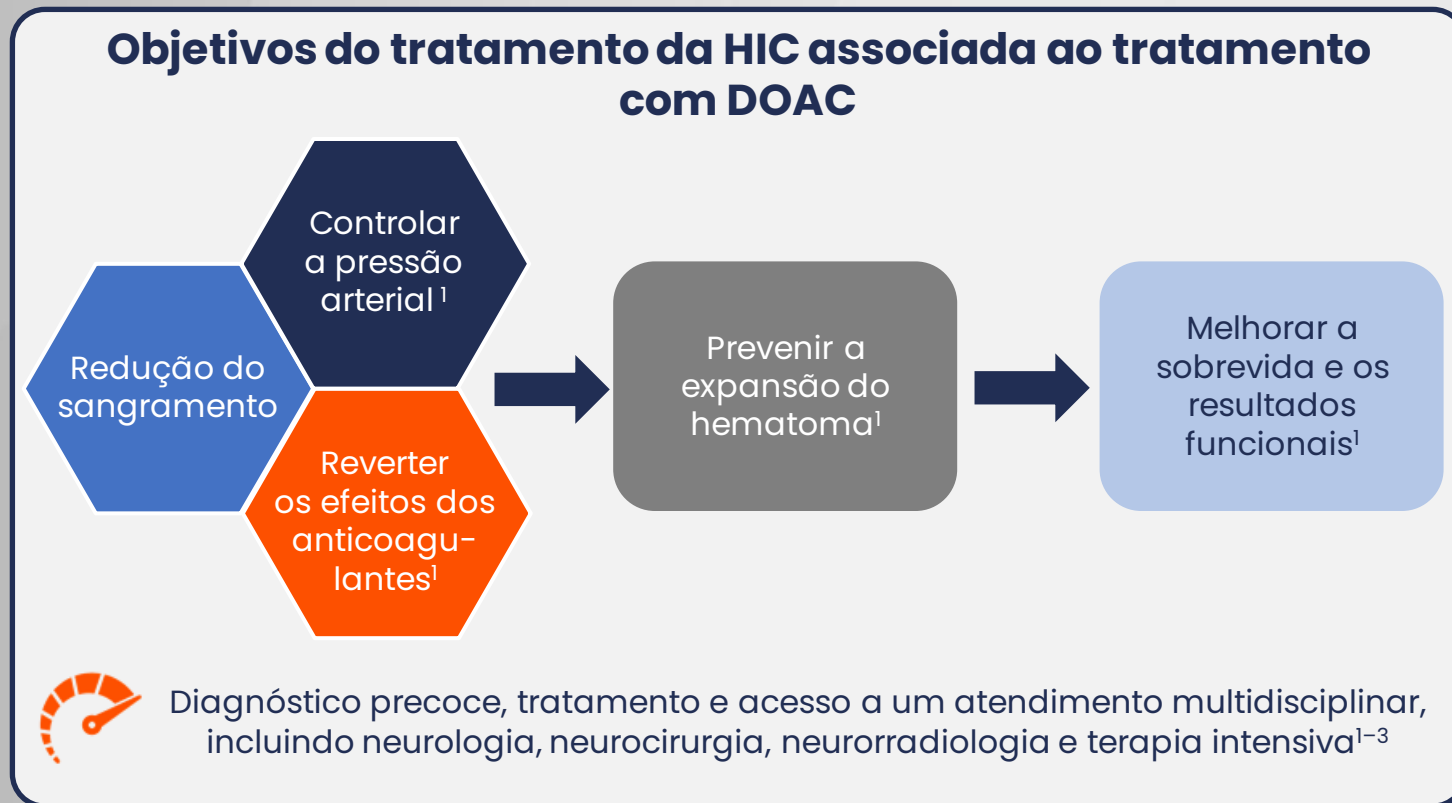 Objetivos do tratamento da HIC associada ao tratamento
com DOAC
Controlar
a pressão
arterial ¹
Redução do
sangramento
Reverter
os efeitos dos
anticoagu-
lantes¹
Prevenir a
expansão do
hematoma¹
Melhorar a
sobrevida e os
resultados
funcionais¹
Diagnóstico precoce, tratamento e acesso a um atendimento multidisciplinar,
incluindo neurologia, neurocirurgia, neurorradiologia e terapia intensiva¹⁻³